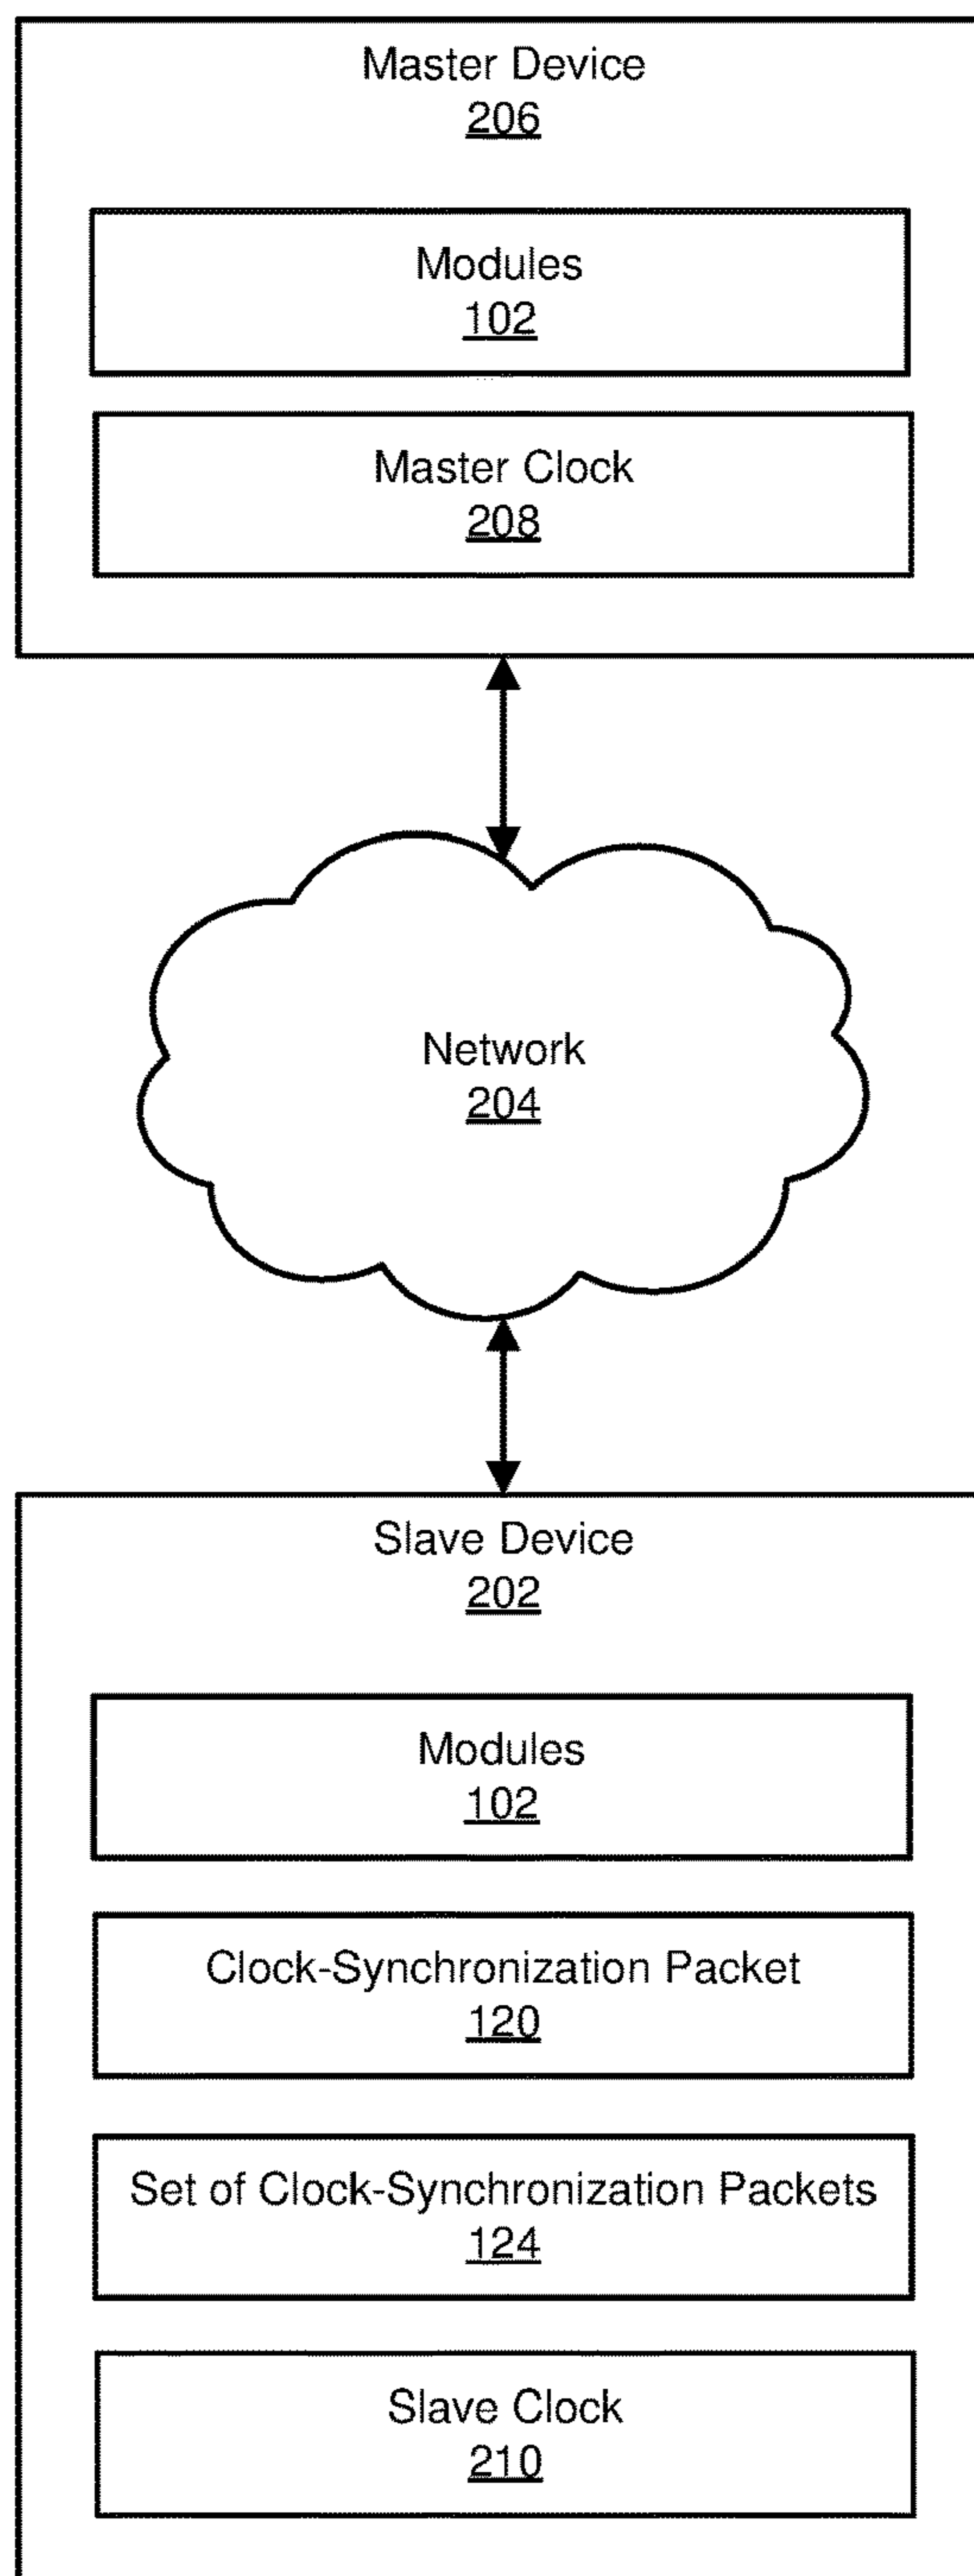 Master Device
206
Modules
102
Master Clock
208
Network
204
Slave Device
202
Modules
102
Clock-Synchronization Packet
120
Set of Clock-Synchronization Packets
124
Slave Clock
210